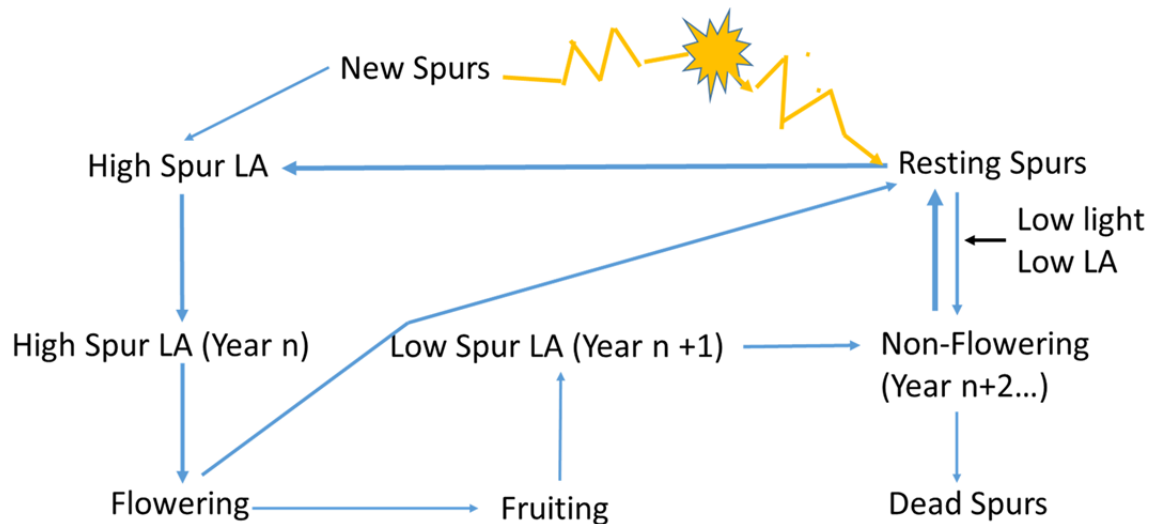 New Spurs
High Spur LA
Resting Spurs
Low light
Low LA
High Spur LA (Year n)
Low Spur LA (Year n +1)
Non-Flowering
(Year n+2...)
Flowering
Fruiting
Dead Spurs